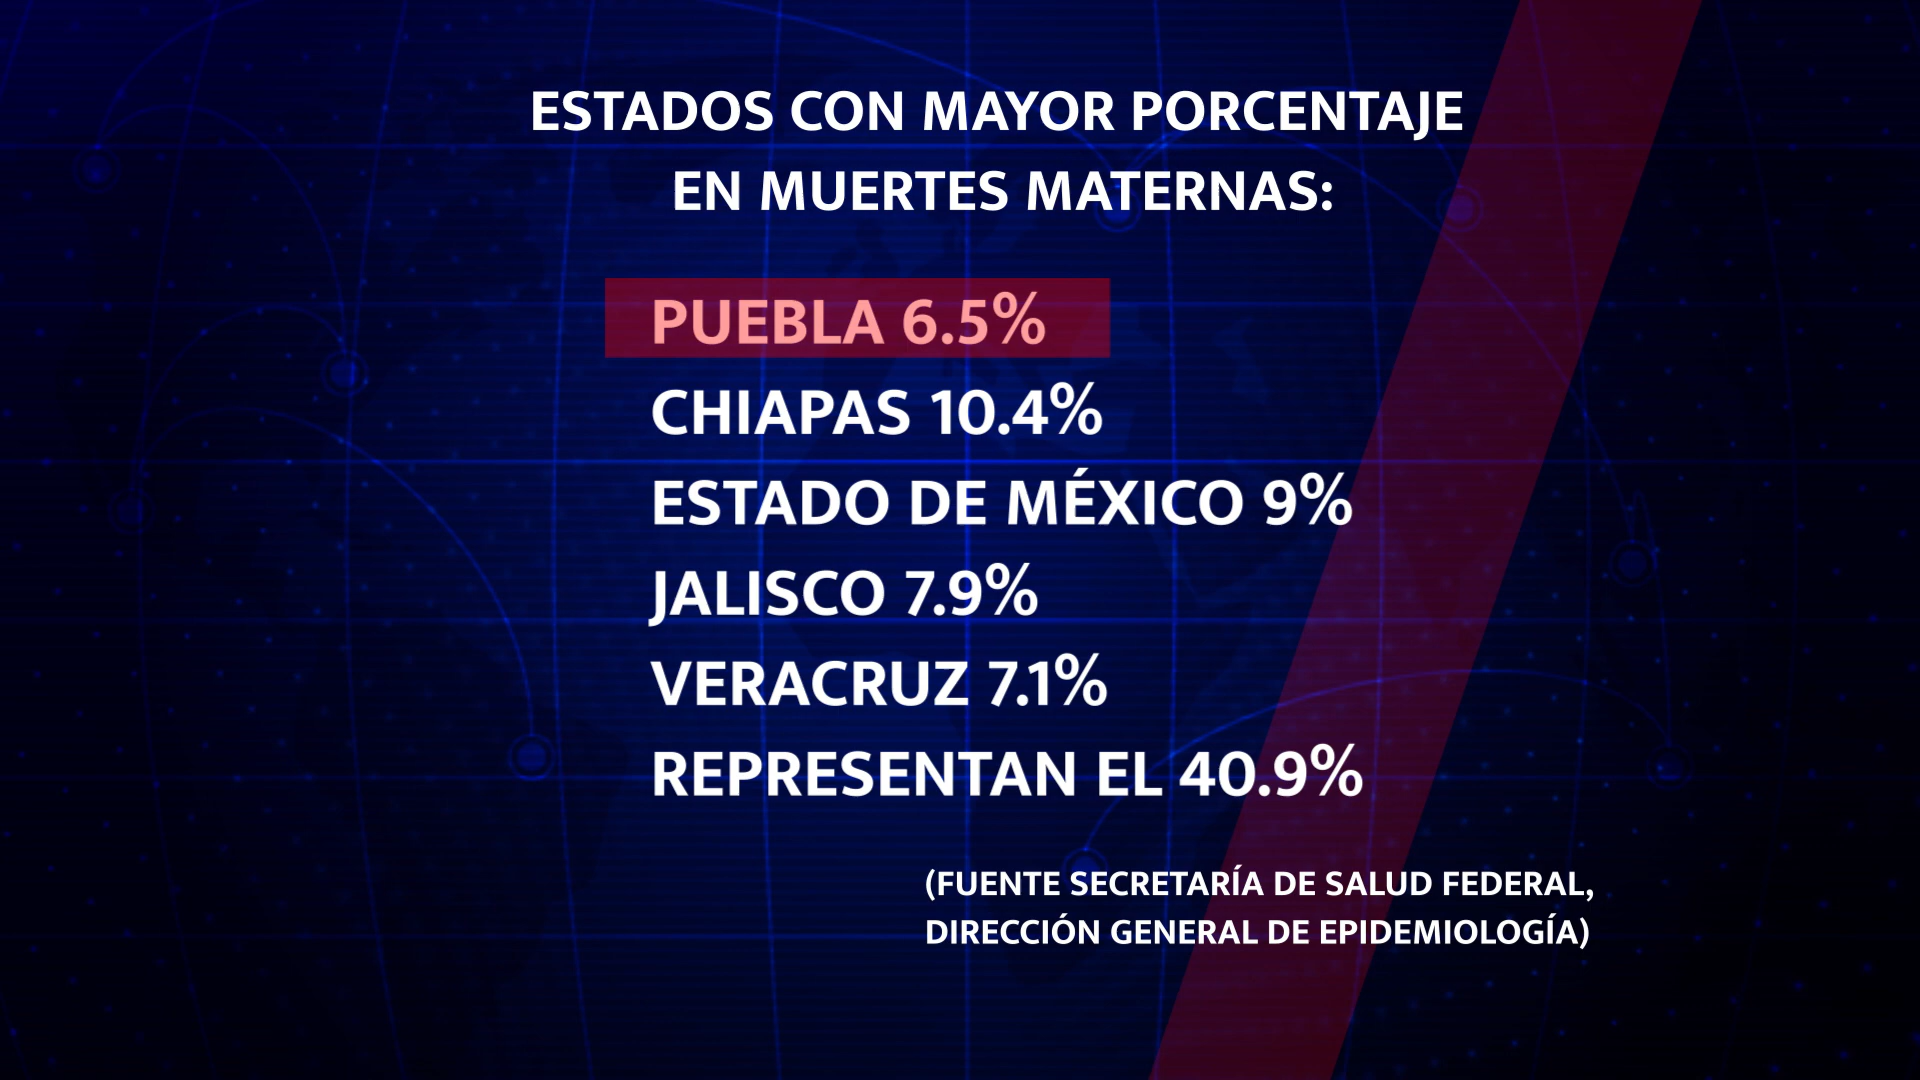 ESTADOS CON MAYOR PORCENTAJE
EN MUERTES MATERNAS:
PUEBLA 6.5%
CHIAPAS 10.4%
ESTADO DE MÉXICO 9%
JALISCO 7.9%
VERACRUZ 7.1%
REPRESENTAN EL 40.9%
(FUENTE SECRETARÍA DE SALUD FEDERAL,
DIRECCIÓN GENERAL DE EPIDEMIOLOGÍA)